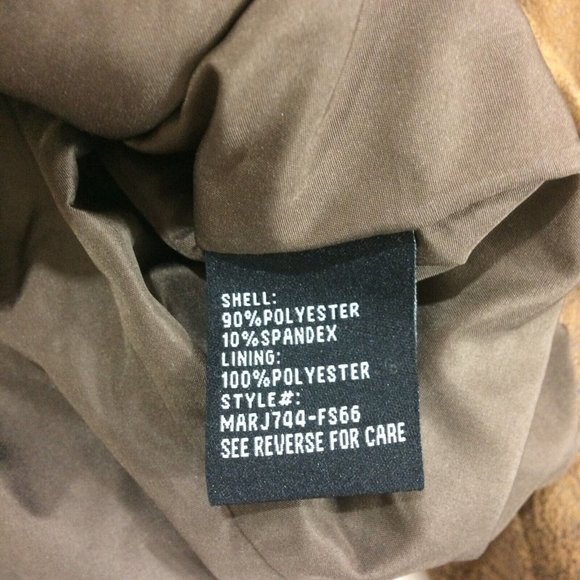 SHELL:
90%POLYESTER
10%SPANDEX
LINING:
100%POLYESTER
STYLE#:
MARJ744-FS66
SEE REVERSE FOR CARE